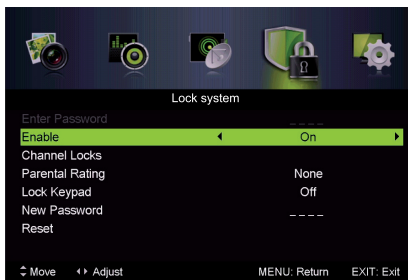 Lock system
Enter Password _ _ _ _
Enable On
Channel Locks
Parental Rating None
Lock Keypad Off
New Password _ _ _ _
Reset
Move Adjust MENU: Return EXIT: Exit